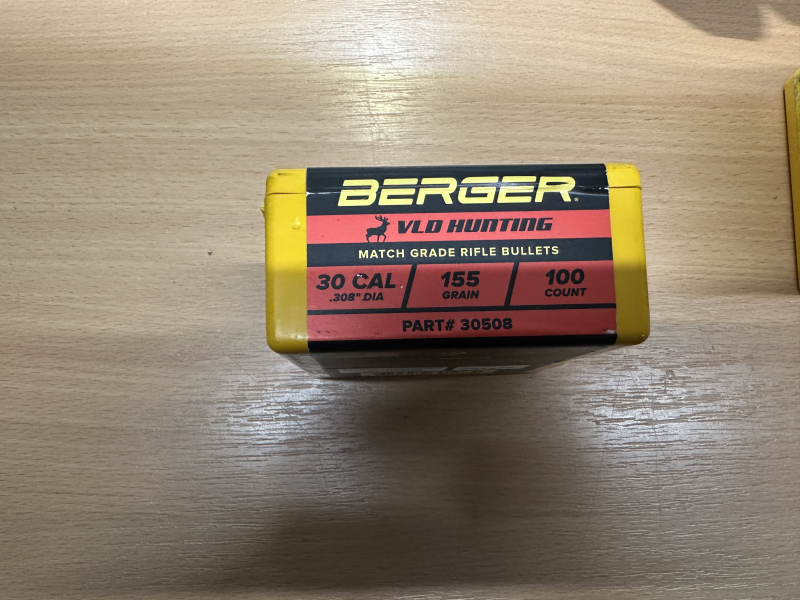 BERGER
VLD HUNTING
MATCH GRADE RIFLE BULLETS
30 CAL 155 100
.308" DIA GRAIN COUNT
PART# 30508